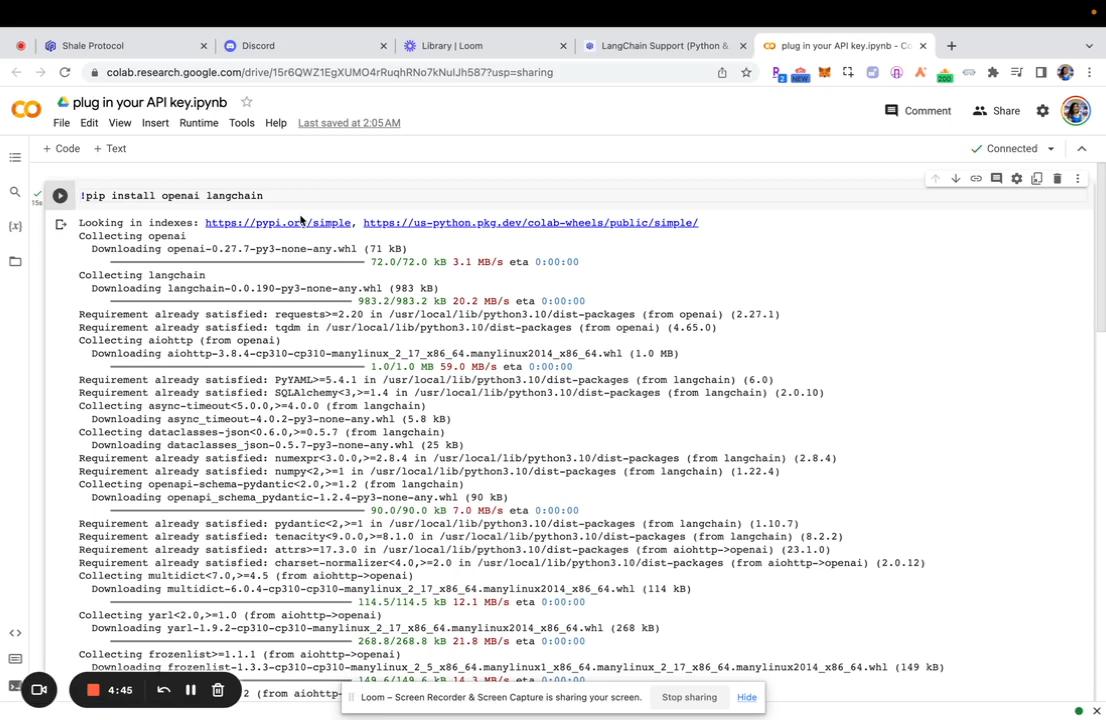 Shale Protocol
Discord
Library | Loom
LangChain Support (Python &
plug in your API key.ipynb - Co
colab.research.google.com/drive/15r6QWZ1EgXUMO4rRuqhRNo7kNulJh587?usp=sharing
2
NEW
200
plug in your API key.ipynb
Comment
Share
File Edit View Insert Runtime Tools Help Last saved at 2:05 AM
+ Code + Text
Connected
15s
!pip install openai langchain
{x}
Looking in indexes: https://pypi.org/simple, https://us-python.pkg.dev/colab-wheels/public/simple/
Collecting openai
Downloading openai-0.27.7-py3-none-any.whl (71 kB)
72.0/72.0 kB 3.1 MB/s eta 0:00:00
Collecting langchain
Downloading langchain-0.0.190-py3-none-any.whl (983 kB)
983.2/983.2 kB 20.2 MB/s eta 0:00:00
Requirement already satisfied: requests>=2.20 in /usr/local/lib/python3.10/dist-packages (from openai) (2.27.1)
Requirement already satisfied: tqdm in /usr/local/lib/python3.10/dist-packages (from openai) (4.65.0)
Collecting aiohttp (from openai)
Downloading aiohttp-3.8.4-cp310-cp310-manylinux_2_17_x86_64.manylinux2014_x86_64.whl (1.0 MB)
1.0/1.0 MB 59.0 MB/s eta 0:00:00
Requirement already satisfied: PyYAML>=5.4.1 in /usr/local/lib/python3.10/dist-packages (from langchain) (6.0)
Requirement already satisfied: SQLAlchemy<3,>=1.4 in /usr/local/lib/python3.10/dist-packages (from langchain) (2.0.10)
Collecting async-timeout<5.0.0,>=4.0.0 (from langchain)
Downloading async_timeout-4.0.2-py3-none-any.whl (5.8 kB)
Collecting dataclasses-json<0.6.0,>=0.5.7 (from langchain)
Downloading dataclasses_json-0.5.7-py3-none-any.whl (25 kB)
Requirement already satisfied: numexpr<3.0.0,>=2.8.4 in /usr/local/lib/python3.10/dist-packages (from langchain) (2.8.4)
Requirement already satisfied: numpy<2,>=1 in /usr/local/lib/python3.10/dist-packages (from langchain) (1.22.4)
Collecting openapi-schema-pydantic<2.0,>=1.2 (from langchain)
Downloading openapi_schema_pydantic-1.2.4-py3-none-any.whl (90 kB)
90.0/90.0 kB 7.0 MB/s eta 0:00:00
Requirement already satisfied: pydantic<2,>=1 in /usr/local/lib/python3.10/dist-packages (from langchain) (1.10.7)
Requirement already satisfied: tenacity<9.0.0,>=8.1.0 in /usr/local/lib/python3.10/dist-packages (from langchain) (8.2.2)
Requirement already satisfied: attrs>=17.3.0 in /usr/local/lib/python3.10/dist-packages (from aiohttp->openai) (23.1.0)
Requirement already satisfied: charset-normalizer<4.0,>=2.0 in /usr/local/lib/python3.10/dist-packages (from aiohttp->openai) (2.0.12)
Collecting multidict<7.0,>=4.5 (from aiohttp->openai)
Downloading multidict-6.0.4-cp310-cp310-manylinux_2_17_x86_64.manylinux2014_x86_64.whl (114 kB)
114.5/114.5 kB 12.1 MB/s eta 0:00:00
Collecting yarl<2.0,>=1.0 (from aiohttp->openai)
Downloading yarl-1.9.2-cp310-cp310-manylinux_2_17_x86_64.manylinux2014_x86_64.whl (268 kB)
268.8/268.8 kB 21.8 MB/s eta 0:00:00
Collecting frozenlist>=1.1.1 (from aiohttp->openai)
Downloading frozenlist-1.3.3-cp310-cp310-manylinux_2_5_x86_64.manylinux1_x86_64.manylinux_2_17_x86_64.manylinux2014_x86_64.whl (149 kB)
149.6/149.6 kB 14.3 MB/s eta 0:00:00
2 (from aiohttp-
4:45
Loom – Screen Recorder & Screen Capture is sharing your screen.
Stop sharing
Hide